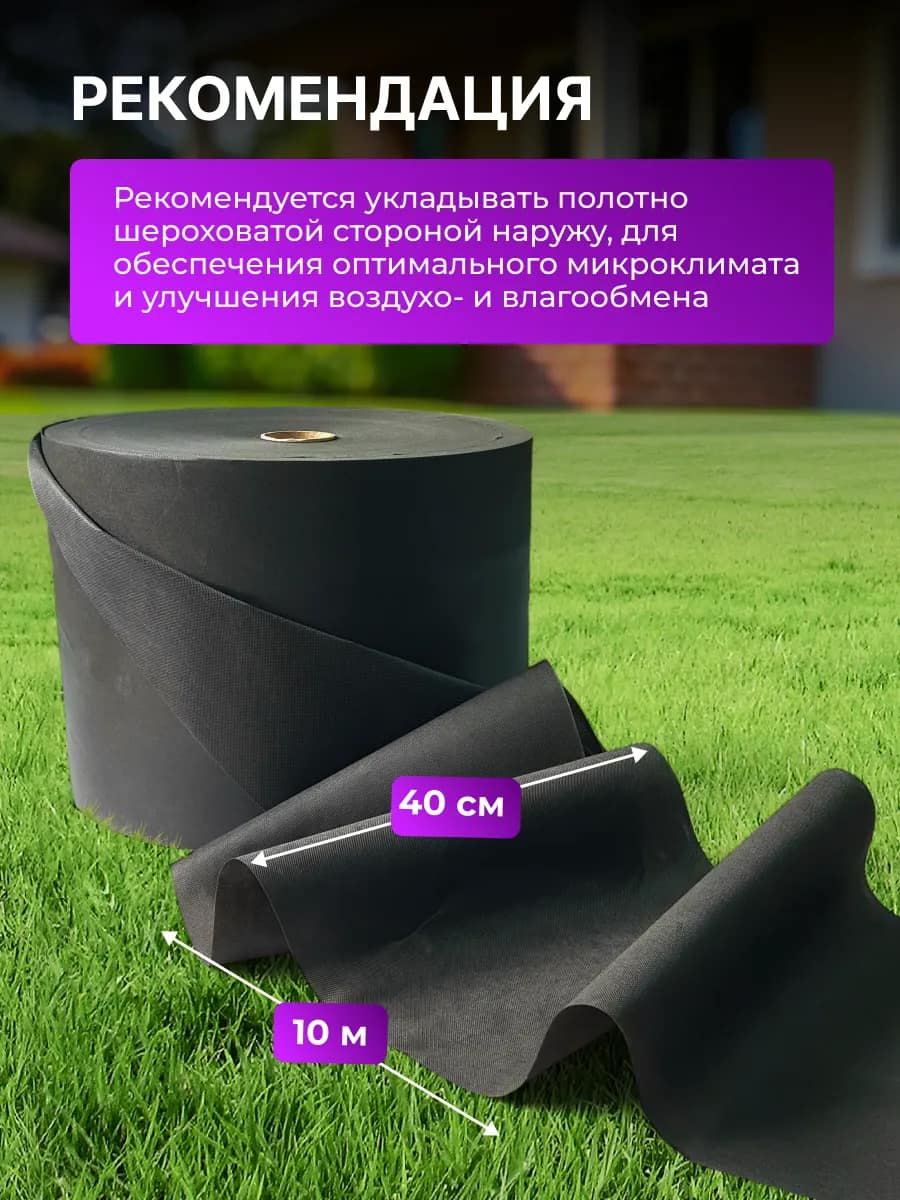 РЕКОМЕНДАЦИЯ
Рекомендуется укладывать полотно
шероховатой стороной наружу, для
обеспечения оптимального микроклимата
и улучшения воздухо- и влагообмена
40 см
10 м